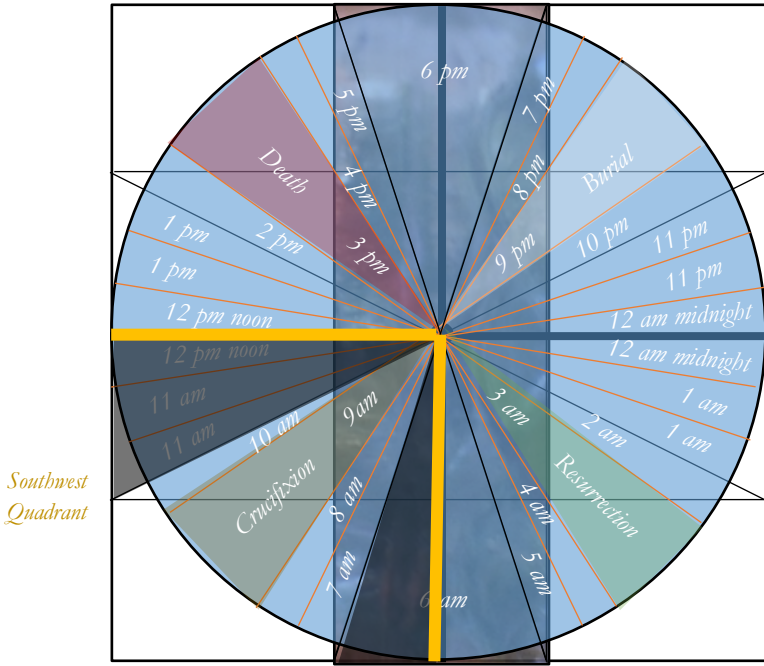 6 pm
5 pm
7 pm
Death
4 pm
8 pm
Burial
3 pm
9 pm
2 pm
10 pm
1 pm
11 pm
1 pm
11 pm
12 pm noon
12 am midnight
12 pm noon
12 am midnight
11 am
1 am
11 am
1 am
10 am
9am
3 am
2 am
Crucifixion
8 am
4 am
Resurrection
7 am
5 am
6 am
Southwest
Quadrant